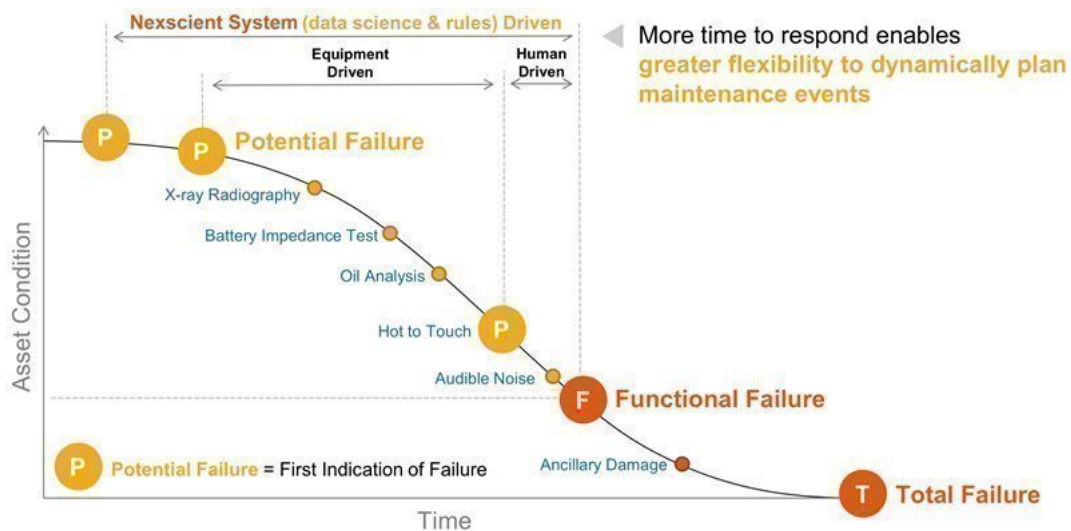 Nexscient System (data science & rules) Driven
Equipment
Driven
Human
Driven
More time to respond enables
greater flexibility to dynamically plan
maintenance events
P
P
Potential Failure
X-ray Radiography
Battery Impedance Test
Oil Analysis
Hot to Touch
P
Audible Noise
F
Functional Failure
Ancillary Damage
T
Total Failure
P
Potential Failure = First Indication of Failure
Asset Condition
Time